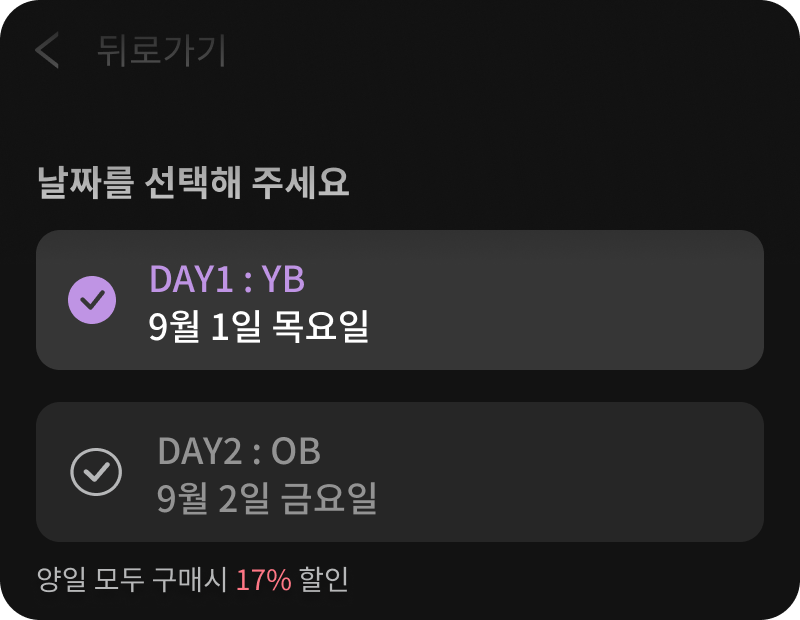 뒤로가기
날짜를 선택해 주세요
DAY1 : YB
9월 1일 목요일
DAY2 : OB
9월 2일 금요일
양일 모두 구매시 17% 할인